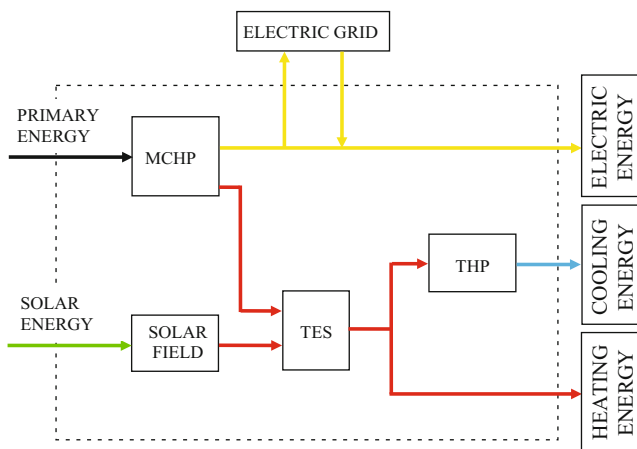 ELECTRIC GRID
PRIMARY
ENERGY
MCHP
ELECTRIC
ENERGY
COOLING
ENERGY
THP
SOLAR
ENERGY
SOLAR
FIELD
TES
HEATING
ENERGY